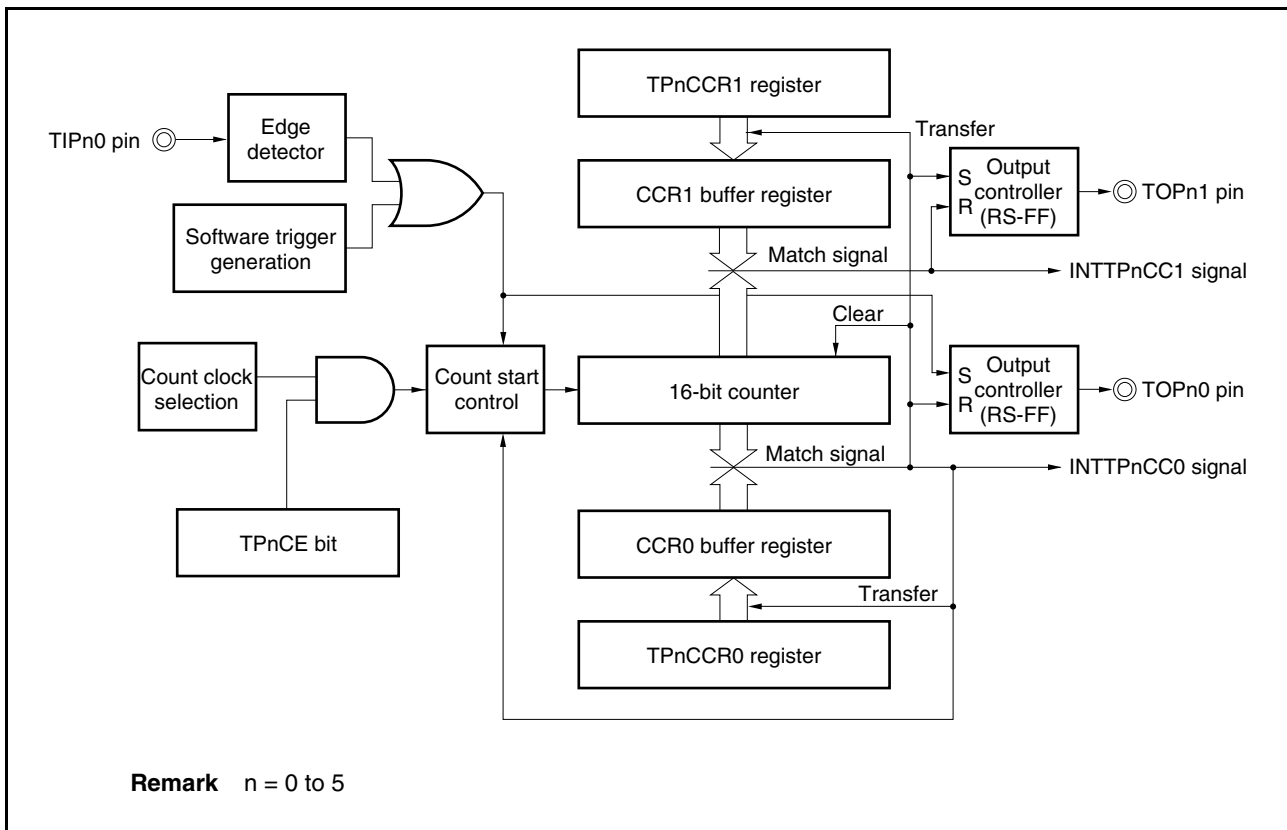 TPnCCR1 register
TIPn0 pin
Edge
detector
Transfer
CCR1 buffer register
S
R
Output
controller
(RS-FF)
TOPn1 pin
Software trigger
generation
Match signal
INTTPnCC1 signal
Clear
Count clock
selection
Count start
control
16-bit counter
S
R
Output
controller
(RS-FF)
TOPn0 pin
Match signal
INTTPnCC0 signal
TPnCE bit
CCR0 buffer register
Transfer
TPnCCR0 register
Remark n = 0 to 5